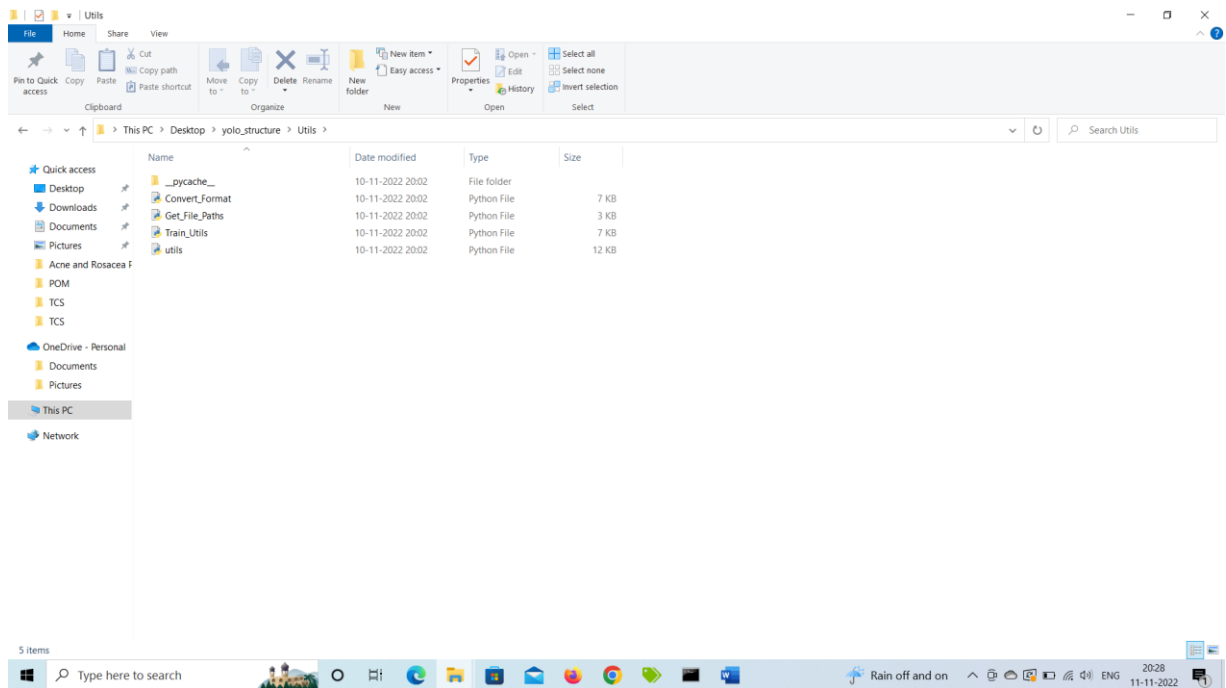 Utils
File Home Share View
Pin to Quick access
Copy
Paste
Cut
Copy path
Paste shortcut
Clipboard
Move to
Copy to
Delete
Rename
Organize
New folder
New item
Easy access
New
Properties
Open
Edit
History
Open
Select all
Select none
Invert selection
Select
This PC > Desktop > yolo_structure > Utils >
Search Utils
Quick access
Desktop
Downloads
Documents
Pictures
Acne and Rosacea P
POM
TCS
TCS
OneDrive - Personal
Documents
Pictures
This PC
Network
Name Date modified Type Size
__pycache__ 10-11-2022 20:02 File folder
Convert_Format 10-11-2022 20:02 Python File 7 KB
Get_File_Paths 10-11-2022 20:02 Python File 3 KB
Train_Utils 10-11-2022 20:02 Python File 7 KB
utils 10-11-2022 20:02 Python File 12 KB
5 items
Type here to search
Rain off and on
ENG
20:28
11-11-2022
1